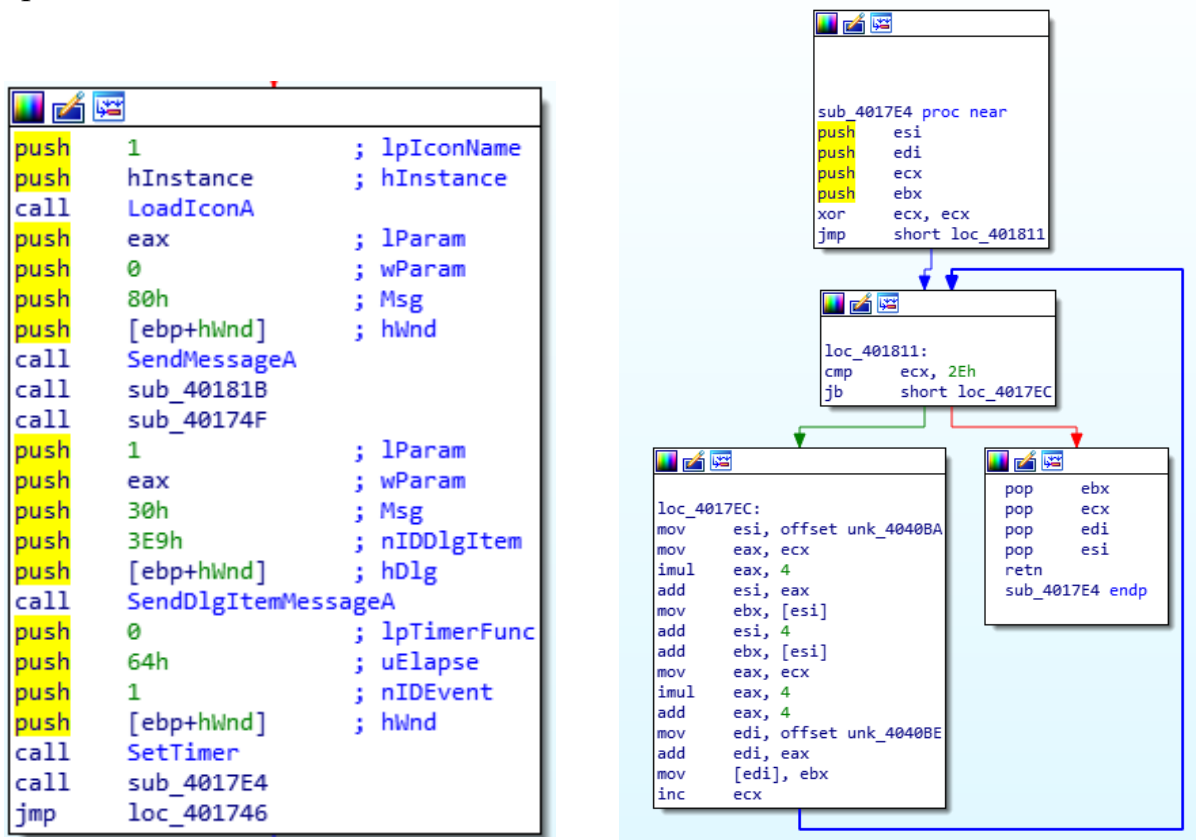 push 1 ; lpIconName
push hInstance ; hInstance
call LoadIconA
push eax ; lParam
push 0 ; wParam
push 80h ; Msg
push [ebp+hWnd] ; hWnd
call SendMessageA
call sub_40181B
call sub_40174F
push 1 ; lParam
push eax ; wParam
push 30h ; Msg
push 3E9h ; nIDDlgItem
push [ebp+hWnd] ; hDlg
call SendDlgItemMessageA
push 0 ; lpTimerFunc
push 64h ; uElapse
push 1 ; nIDEvent
push [ebp+hWnd] ; hWnd
call SetTimer
call sub_4017E4
jmp loc_401746
sub_4017E4 proc near
push esi
push edi
push ecx
push ebx
xor ecx, ecx
jmp short loc_401811
loc_401811:
cmp ecx, 2Eh
jb short loc_4017EC
loc_4017EC:
mov esi, offset unk_4040BA
mov eax, ecx
imul eax, 4
add esi, eax
mov ebx, [esi]
add esi, 4
add ebx, [esi]
mov eax, ecx
imul eax, 4
add eax, 4
mov edi, offset unk_4040BE
add edi, eax
mov [edi], ebx
inc ecx
pop ebx
pop ecx
pop edi
pop esi
retn
sub_4017E4 endp